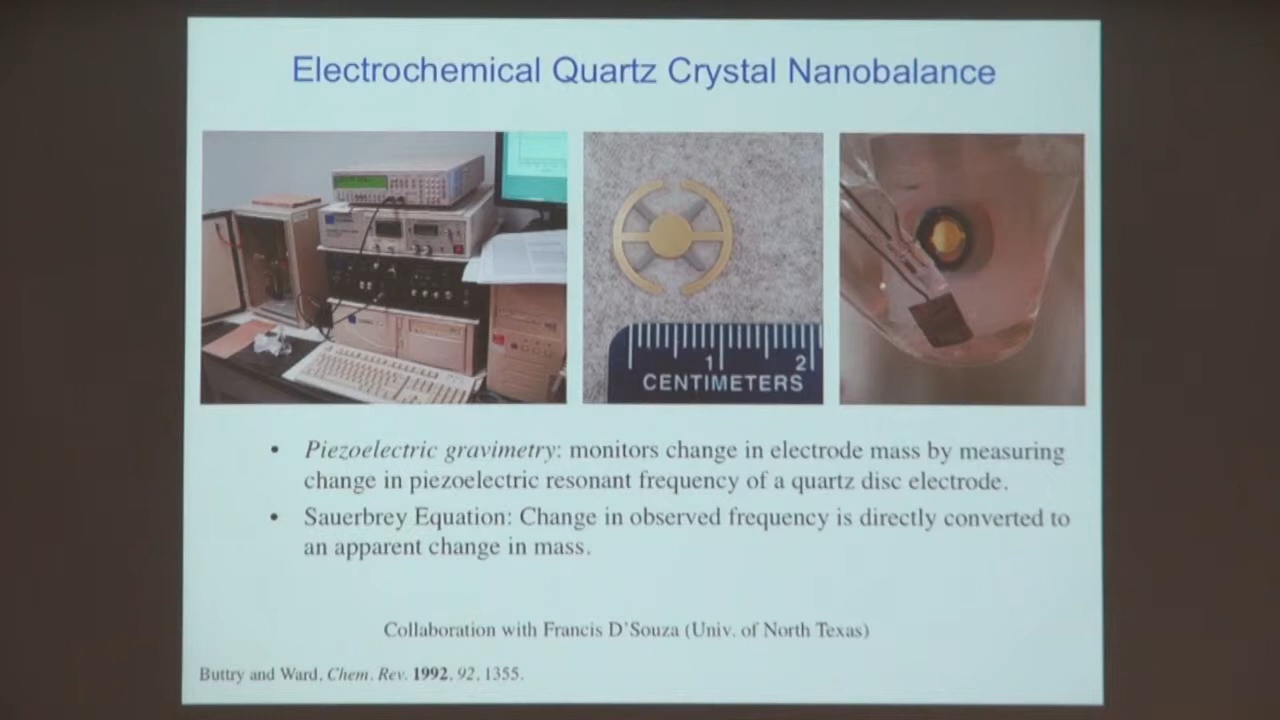 Electrochemical Quartz Crystal Nanobalance
1 2
CENTIMETERS
• Piezoelectric gravimetry: monitors change in electrode mass by measuring
change in piezoelectric resonant frequency of a quartz disc electrode.
• Sauerbrey Equation: Change in observed frequency is directly converted to
an apparent change in mass.
Collaboration with Francis D'Souza (Univ. of North Texas)
Buttry and Ward, Chem. Rev. 1992, 92, 1355.